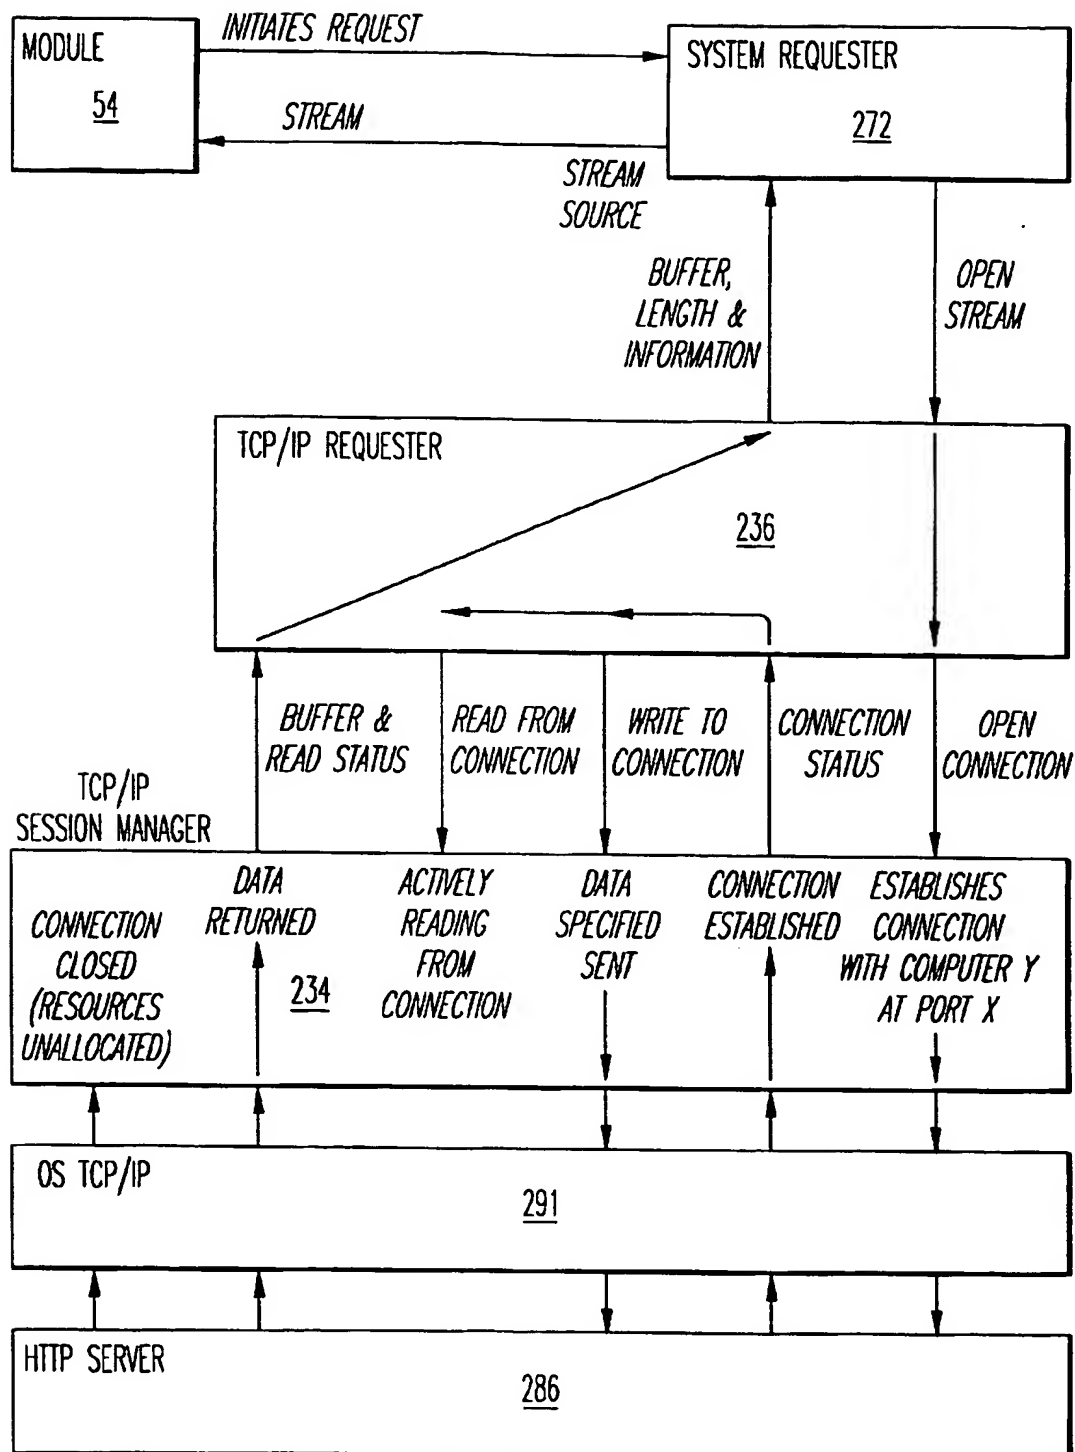 INITIATES REQUEST
MODULE
54
SYSTEM REQUESTER
272
STREAM
STREAM
SOURCE
BUFFER,
LENGTH &
INFORMATION
OPEN
STREAM
TCP/IP REQUESTER
236
BUFFER &
READ STATUS
READ FROM
CONNECTION
WRITE TO
CONNECTION
CONNECTION
STATUS
OPEN
CONNECTION
TCP/IP
SESSION MANAGER
CONNECTION
CLOSED
(RESOURCES
UNALLOCATED)
DATA
RETURNED
234
ACTIVELY
READING
FROM
CONNECTION
DATA
SPECIFIED
SENT
CONNECTION
ESTABLISHED
ESTABLISHES
CONNECTION
WITH COMPUTER Y
AT PORT X
OS TCP/IP
291
HTTP SERVER
286